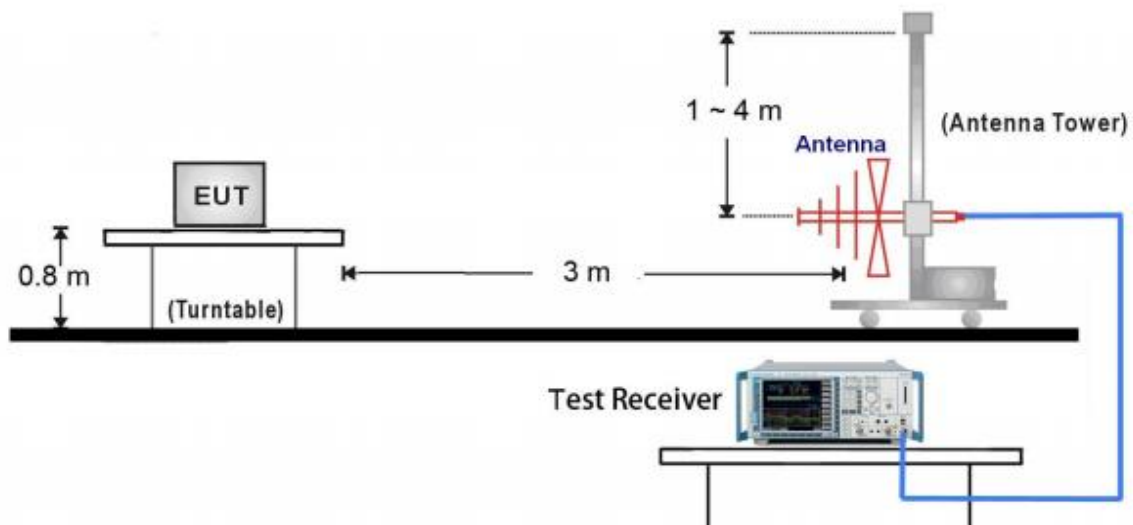 1 ~ 4 m
(Antenna Tower)
Antenna
EUT
0.8 m
3 m
(Turntable)
Test Receiver